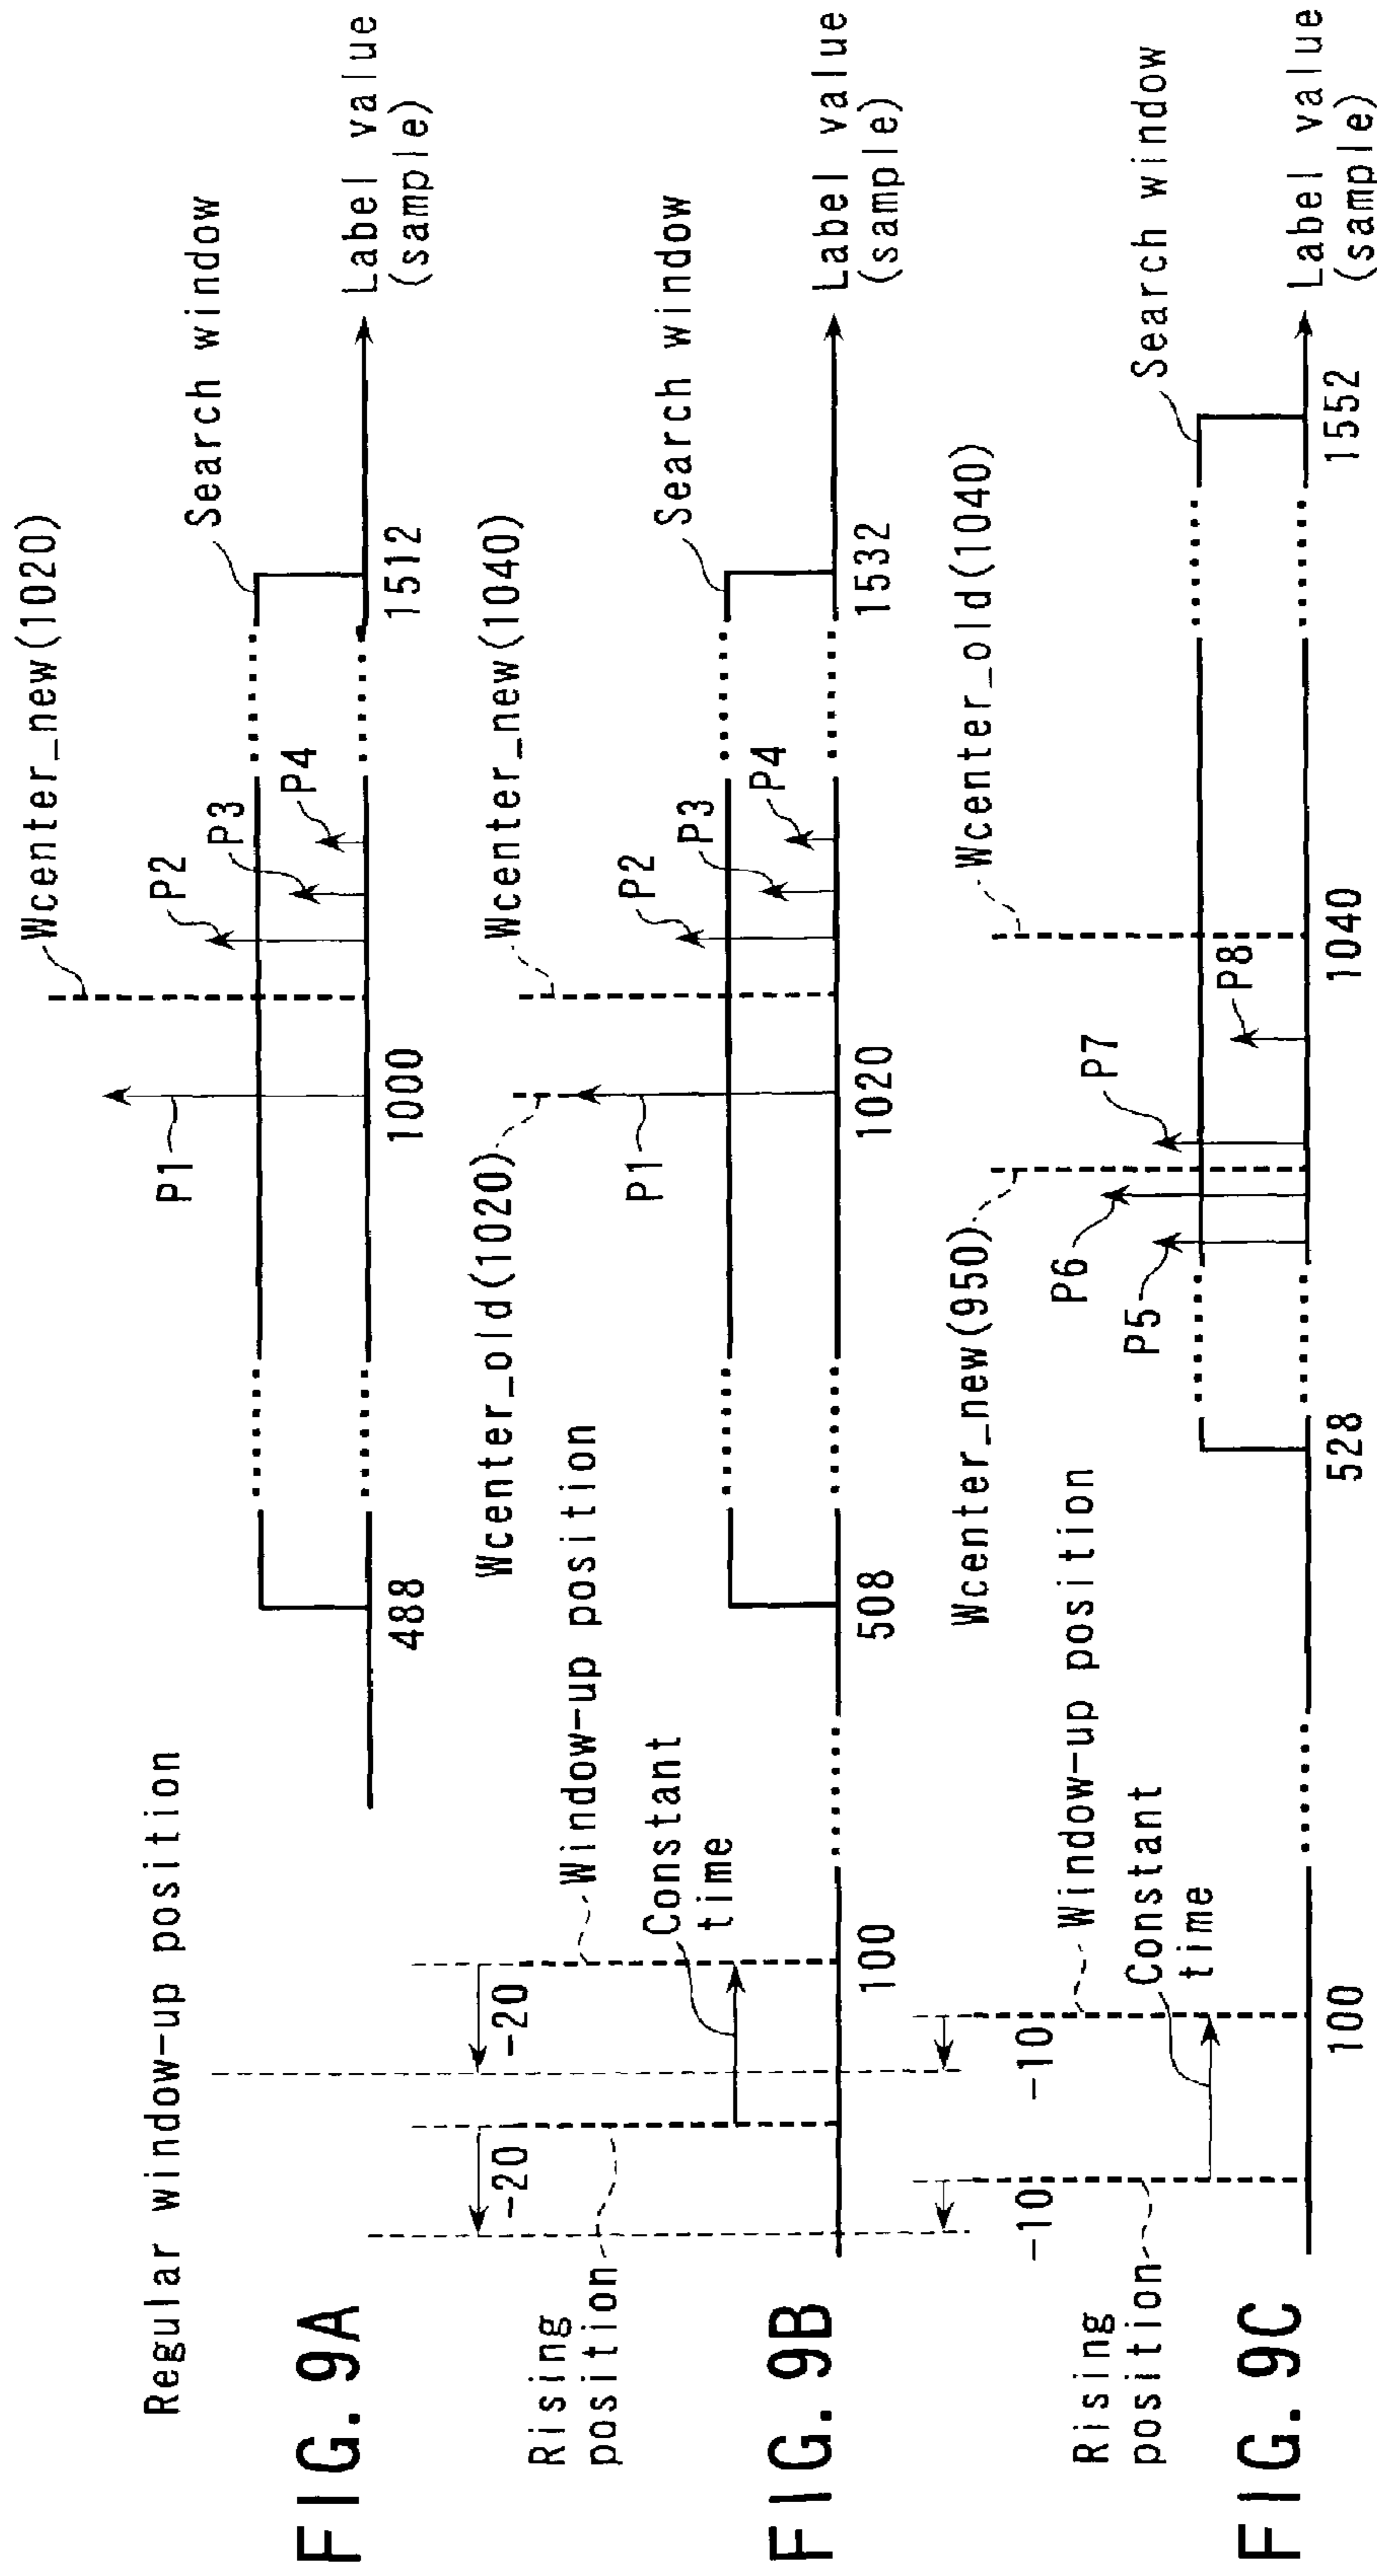 FIG. 9A
Regular window-up position
488
P1
1000
Wcenter_new(1020)
P2
P3
P4
1512
Search window
Label value
(sample)
FIG. 9B
Rising
position
-20
-20
Window-up position
Constant
time
100
508
Wcenter_old(1020)
P1
1020
Wcenter_new(1040)
P2
P3
P4
1532
Search window
Label value
(sample)
FIG. 9C
Rising
position
-10
-10
Window-up position
Constant
time
100
528
Wcenter_new(950)
P5
P6
P7
P8
Wcenter_old(1040)
1040
1552
Search window
Label value
(sample)